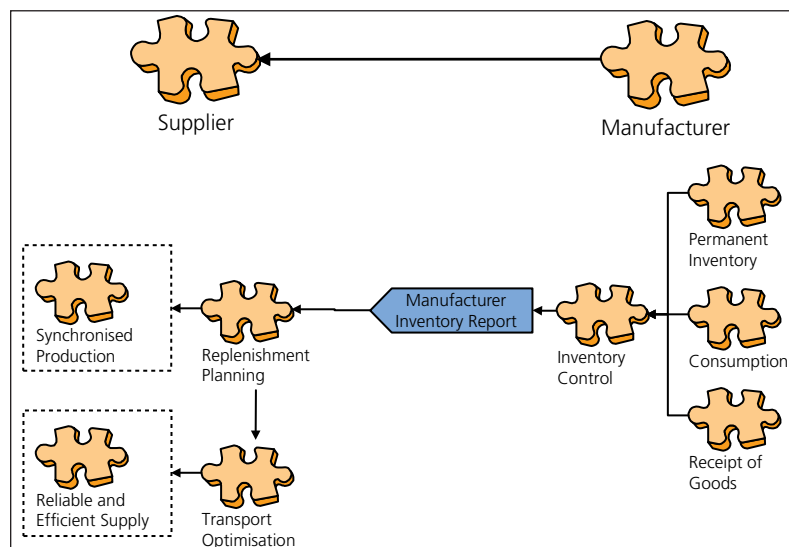 Supplier
Manufacturer
Permanent
Inventory
Manufacturer
Inventory Report
Synchronised
Production
Replenishment
Planning
Inventory
Control
Consumption
Reliable and
Efficient Supply
Transport
Optimisation
Receipt of
Goods